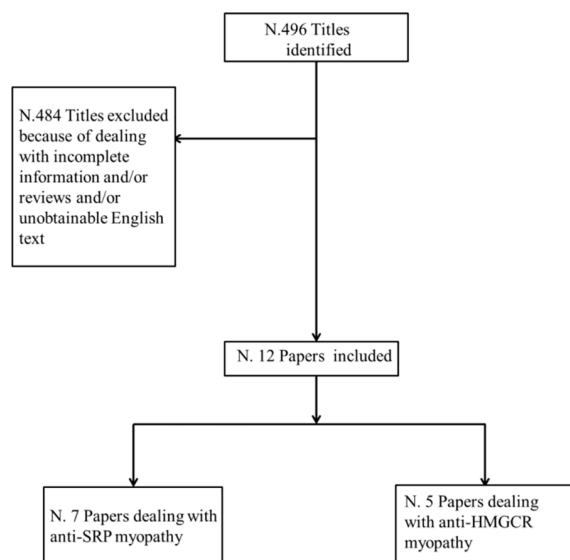 N.496 Titles
identified
N.484 Titles excluded
because of dealing
with incomplete
information and/or
reviews and/or
unobtainable English
text
N. 12 Papers included
N. 7 Papers dealing with
anti-SRP myopathy
N. 5 Papers dealing
with anti-HMGCR
myopathy